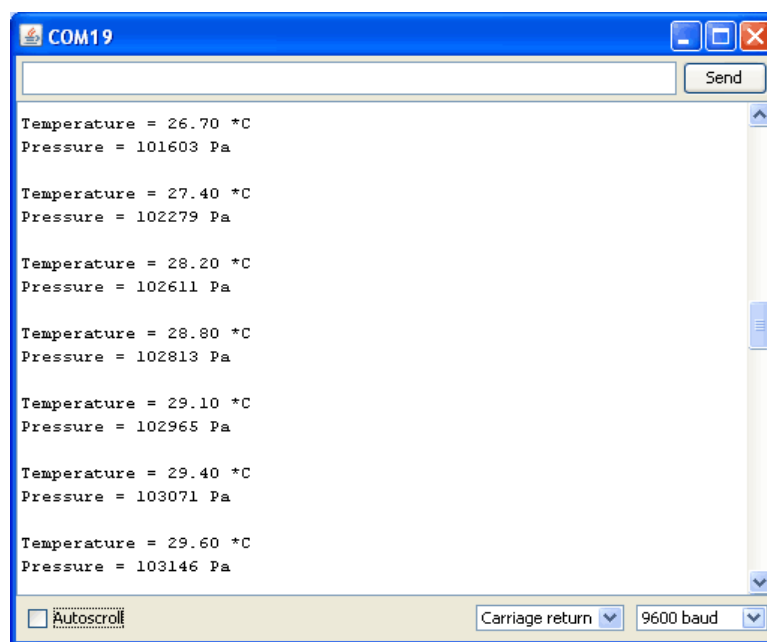 COM19
Send
Temperature = 26.70 *C
Pressure = 101603 Pa
Temperature = 27.40 *C
Pressure = 102279 Pa
Temperature = 28.20 *C
Pressure = 102611 Pa
Temperature = 28.80 *C
Pressure = 102813 Pa
Temperature = 29.10 *C
Pressure = 102965 Pa
Temperature = 29.40 *C
Pressure = 103071 Pa
Temperature = 29.60 *C
Pressure = 103146 Pa
Autoscroll Carriage return 9600 baud